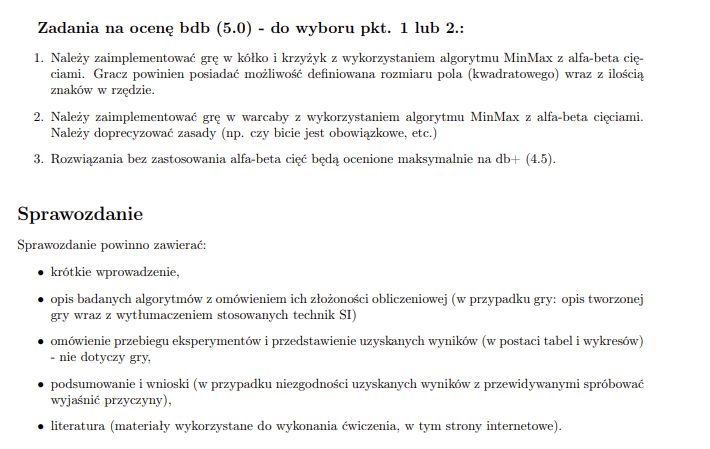 Zadania na ocenę bdb (5.0) - do wyboru pkt. 1 lub 2.:
1. Należy zaimplementować grę w kółko i krzyżyk z wykorzystaniem algorytmu MinMax z alfa-beta cię-
ciami. Gracz powinien posiadać możliwość definiowana rozmiaru pola (kwadratowego) wraz z ilością
znaków w rzędzie.
2. Należy zaimplementować grę w warcaby z wykorzystaniem algorytmu MinMax z alfa-beta cięciami.
Należy doprecyzować zasady (np. czy bicie jest obowiązkowe, etc.)
3. Rozwiązania bez zastosowania alfa-beta cięć będą ocenione maksymalnie na db+ (4.5).
Sprawozdanie
Sprawozdanie powinno zawierać:
• krótkie wprowadzenie,
• opis badanych algorytmów z omówieniem ich złożoności obliczeniowej (w przypadku gry: opis tworzonej
gry wraz z wytłumaczeniem stosowanych technik SI)
• omówienie przebiegu eksperymentów i przedstawienie uzyskanych wyników (w postaci tabel i wykresów)
- nie dotyczy gry,
• podsumowanie i wnioski (w przypadku niezgodności uzyskanych wyników z przewidywanymi spróbować
wyjaśnić przyczyny),
• literatura (materiały wykorzystane do wykonania ćwiczenia, w tym strony internetowe).